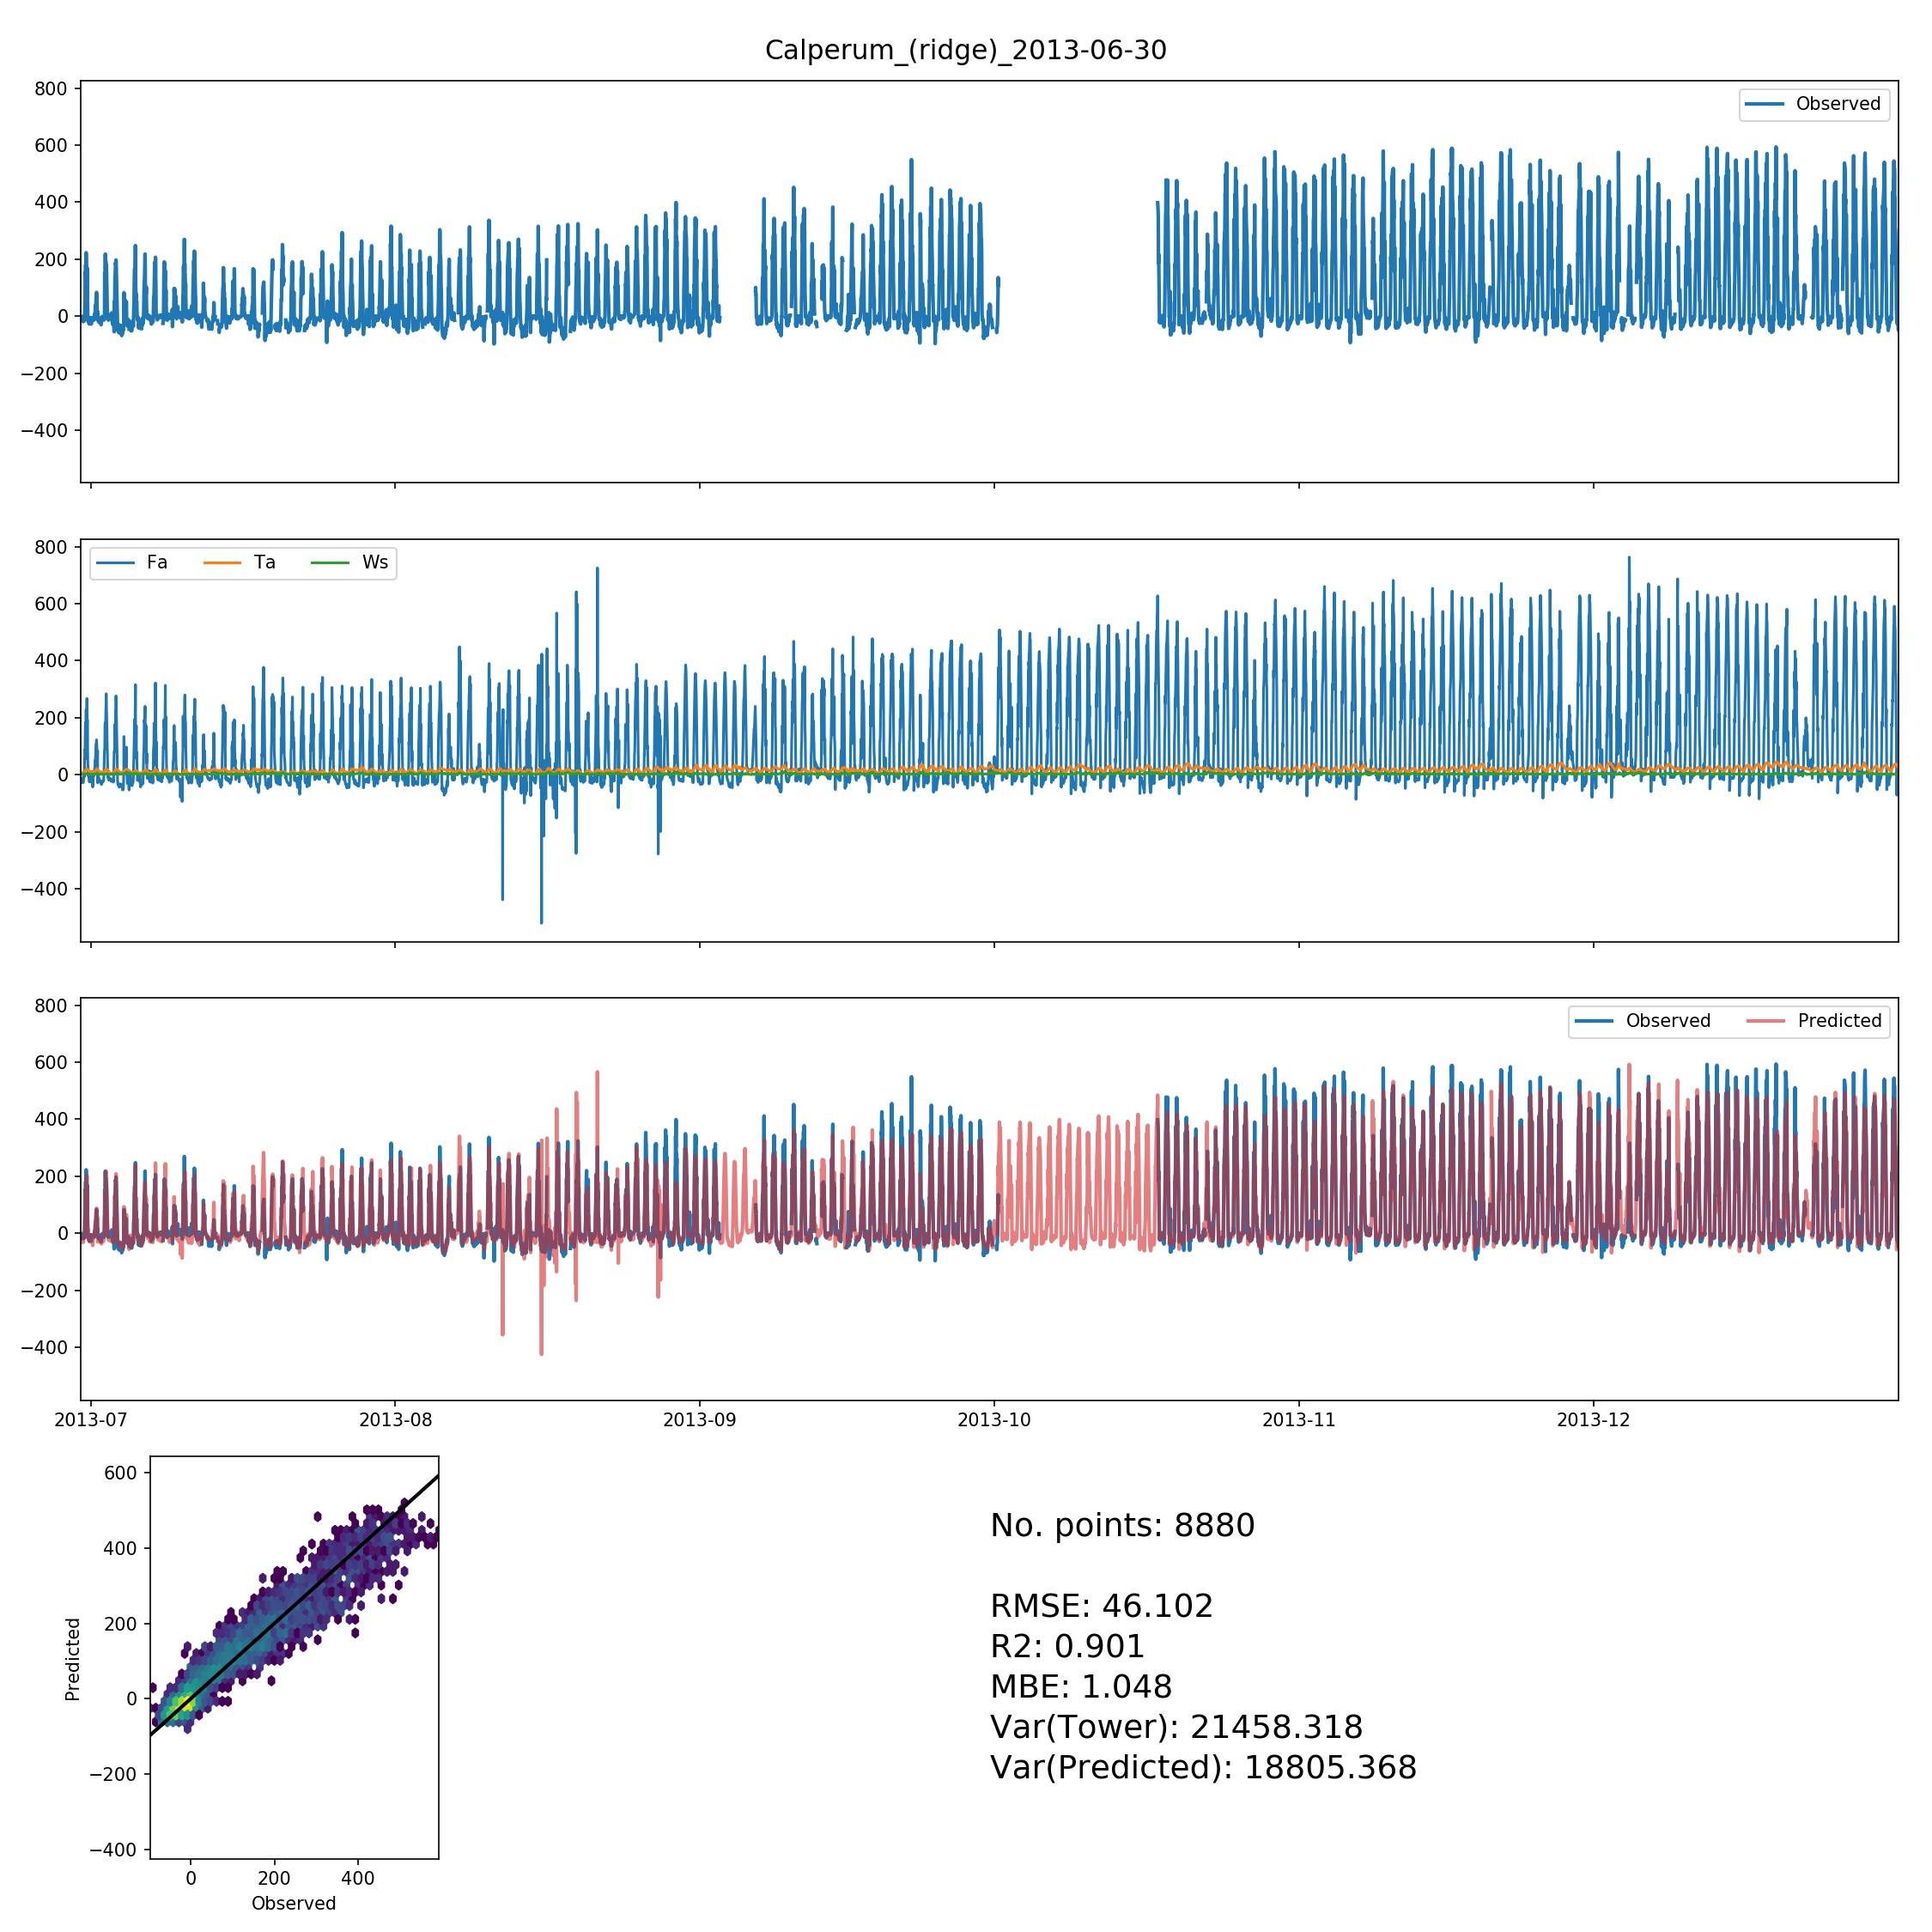 Calperum_(ridge)_2013-06-30
800
600
400
200
0
−200
−400
Observed
800
600
400
200
0
−200
−400
Fa Ta Ws
800
600
400
200
0
−200
−400
Observed Predicted
2013-07 2013-08 2013-09 2013-10 2013-11 2013-12
600
400
200
0
−200
−400
Predicted
0 200 400
Observed
No. points: 8880
RMSE: 46.102
R2: 0.901
MBE: 1.048
Var(Tower): 21458.318
Var(Predicted): 18805.368